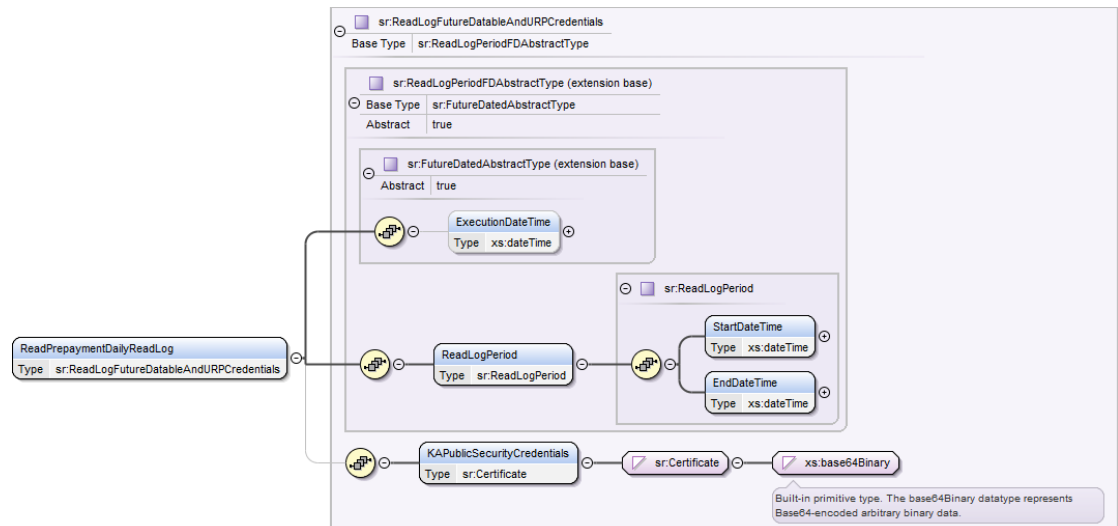 sr:ReadLogFutureDatableAndURPCredentials
Base Type sr:ReadLogPeriodFDAbstractType
sr:ReadLogPeriodFDAbstractType (extension base)
Base Type sr:FutureDatedAbstractType
Abstract true
sr:FutureDatedAbstractType (extension base)
Abstract true
ExecutionDateTime
Type xs:dateTime
sr:ReadLogPeriod
StartDateTime
Type xs:dateTime
ReadPrepaymentDailyReadLog
Type sr:ReadLogFutureDatableAndURPCredentials
ReadLogPeriod
Type sr:ReadLogPeriod
EndDateTime
Type xs:dateTime
KAPublicSecurityCredentials
Type sr:Certificate
sr:Certificate
xs:base64Binary
Built-in primitive type. The base64Binary datatype represents
Base64-encoded arbitrary binary data.